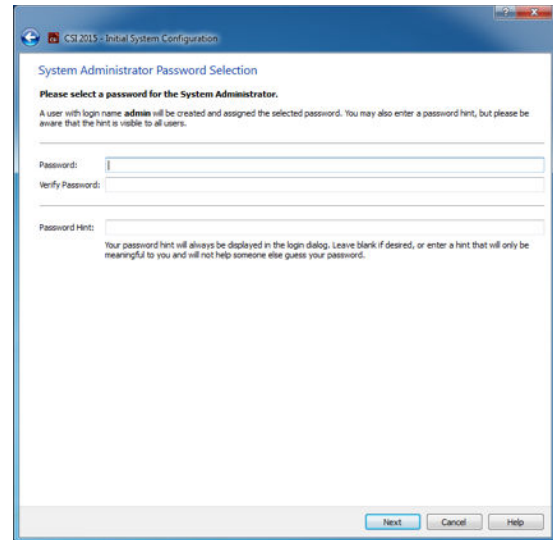 CSI 2015 - Initial System Configuration
System Administrator Password Selection
Please select a password for the System Administrator.
A user with login name admin will be created and assigned the selected password. You may also enter a password hint, but please be
aware that the hint is visible to all users.
Password:
Verify Password:
Password Hint:
Your password hint will always be displayed in the login dialog. Leave blank if desired, or enter a hint that will only be
meaningful to you and will not help someone else guess your password.
Next Cancel Help